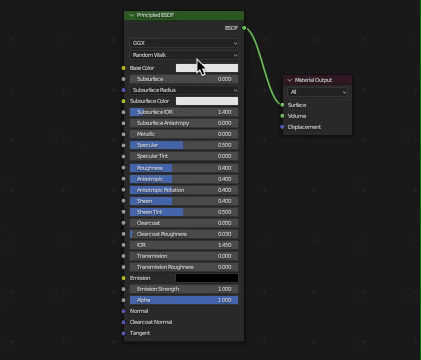 Principled BSDF
BSDF
GGX
Random Walk
Base Color
Subsurface 0.000
Subsurface Radius
Subsurface Color
Subsurface IOR 1.400
Subsurface Anisotropy 0.000
Metallic 0.000
Specular 0.500
Specular Tint 0.000
Roughness 0.400
Anisotropic 0.400
Anisotropic Rotation 0.400
Sheen 0.400
Sheen Tint 0.500
Clearcoat 0.000
Clearcoat Roughness 0.030
IOR 1.450
Transmission 0.000
Transmission Roughness 0.000
Emission
Emission Strength 1.000
Alpha 1.000
Normal
Clearcoat Normal
Tangent
Material Output
All
Surface
Volume
Displacement